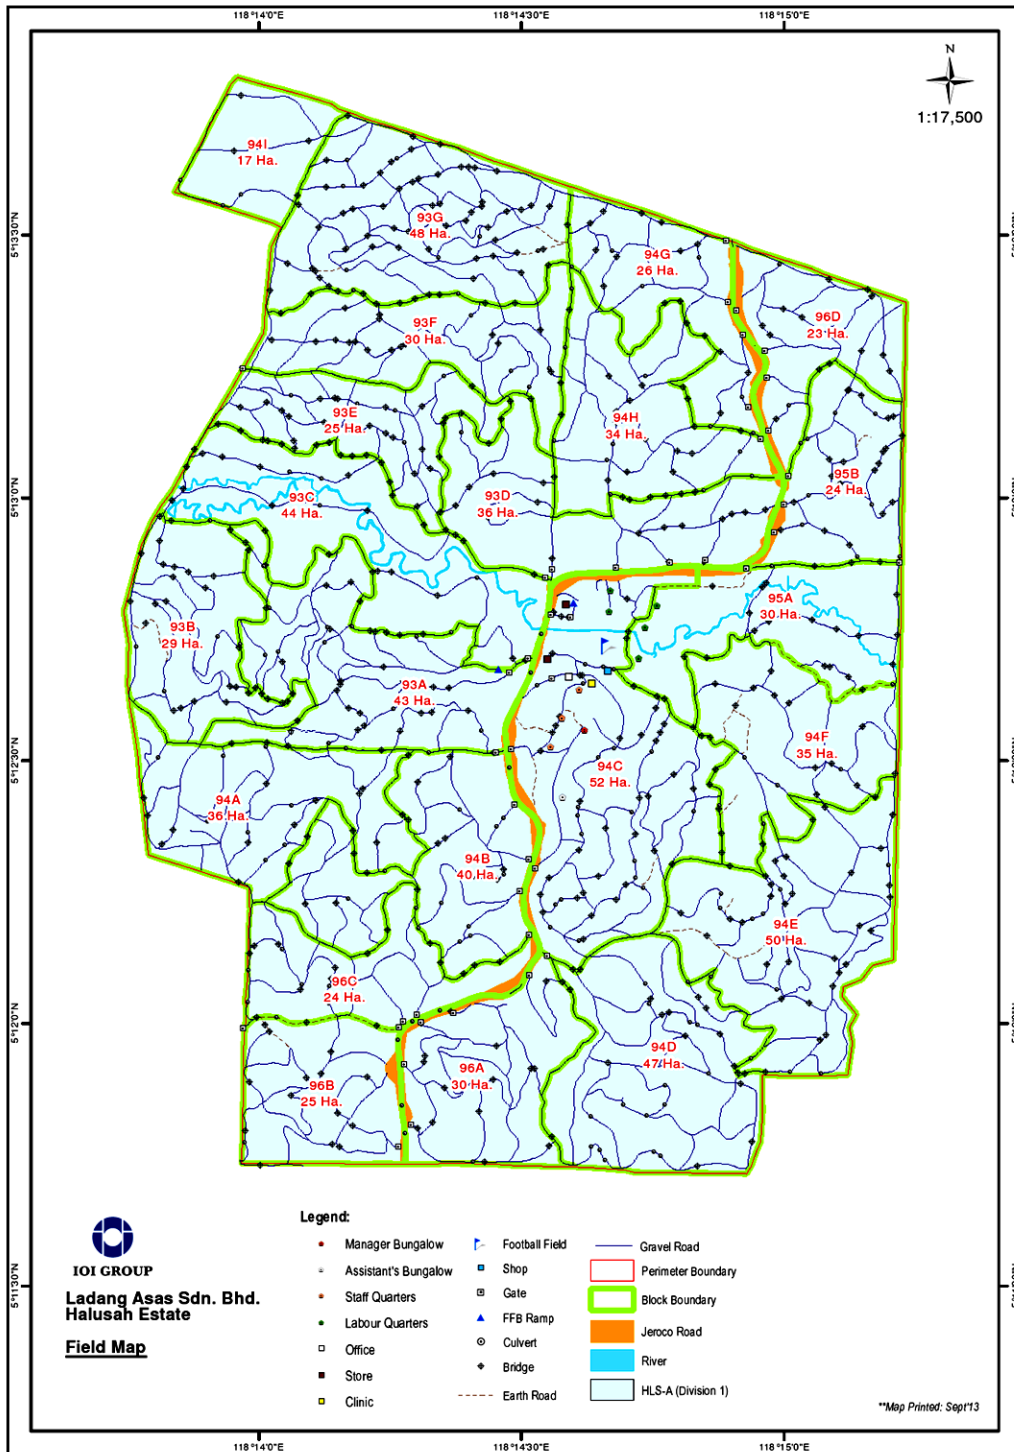 118°14'0"E
118°14'30"E
118°15'0"E
N
1:17,500
94I
17 Ha.
93G
48 Ha.
5°13'30"N
94G
26 Ha.
96D
23 Ha.
93F
30 Ha.
93E
25 Ha.
94H
34 Ha.
95B
24 Ha.
5°13'0"N
93C
44 Ha.
93D
36 Ha.
95A
30 Ha.
93B
29 Ha.
93A
43 Ha.
94F
35 Ha.
5°12'30"N
94C
52 Ha.
94A
36 Ha.
94B
40 Ha.
94E
50 Ha.
96C
24 Ha.
5°12'0"N
94D
47 Ha.
96A
30 Ha.
96B
25 Ha.
5°11'30"N
IOI GROUP
Ladang Asas Sdn. Bhd.
Halusah Estate
Field Map
Legend:
Manager Bungalow
Assistant's Bungalow
Staff Quarters
Labour Quarters
Office
Store
Clinic
Football Field
Shop
Gate
FFB Ramp
Culvert
Bridge
Earth Road
Gravel Road
Perimeter Boundary
Block Boundary
Jeroco Road
River
HLS-A (Division 1)
**Map Printed: Sept'13
118°14'0"E
118°14'30"E
118°15'0"E